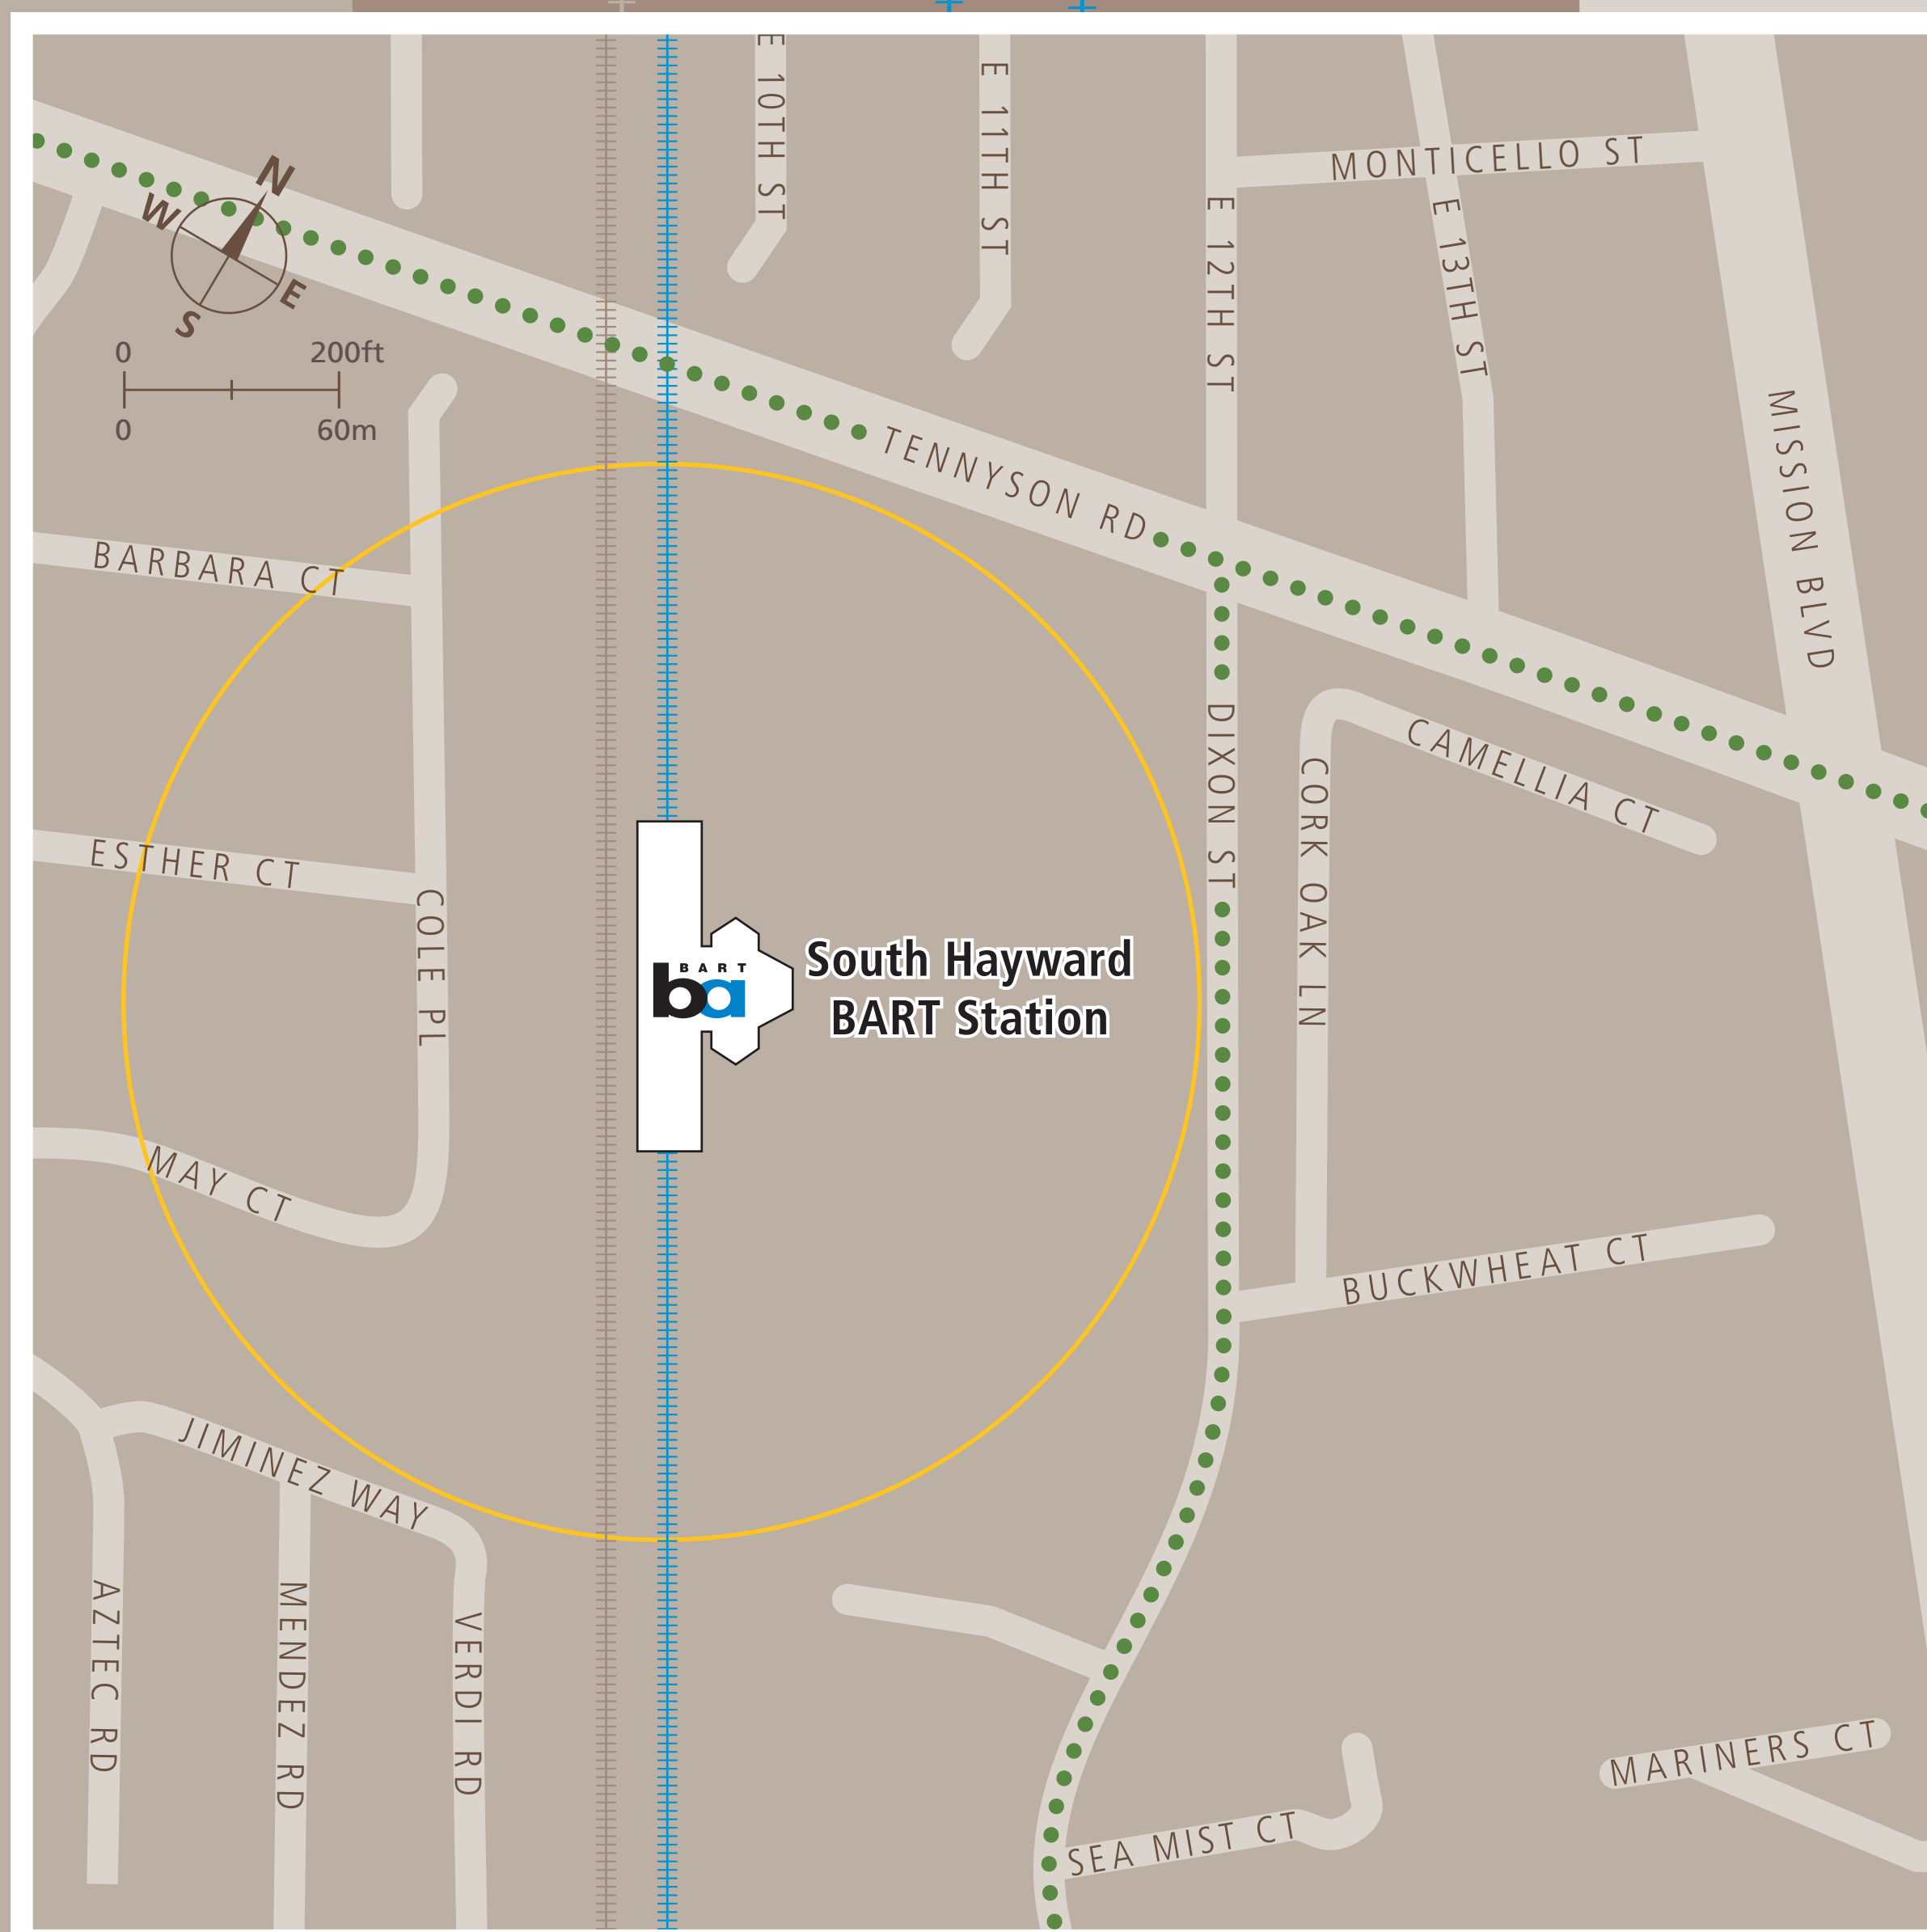 E 10TH ST
E 11TH ST
MONTICELLO ST
N
W
E
S
E 12TH ST
E 13TH ST
0 200ft
0 60m
MISSION BLVD
TENNYSON RD
BARBARA CT
DIXON ST
CAMELLIA CT
CORK OAK LN
ESTHER CT
COLE PL
BART
ba
South Hayward
BART Station
MAY CT
BUCKWHEAT CT
JIMINEZ WAY
AZTEC RD
MENDEZ RD
VERDI RD
MARINERS CT
SEA MIST CT